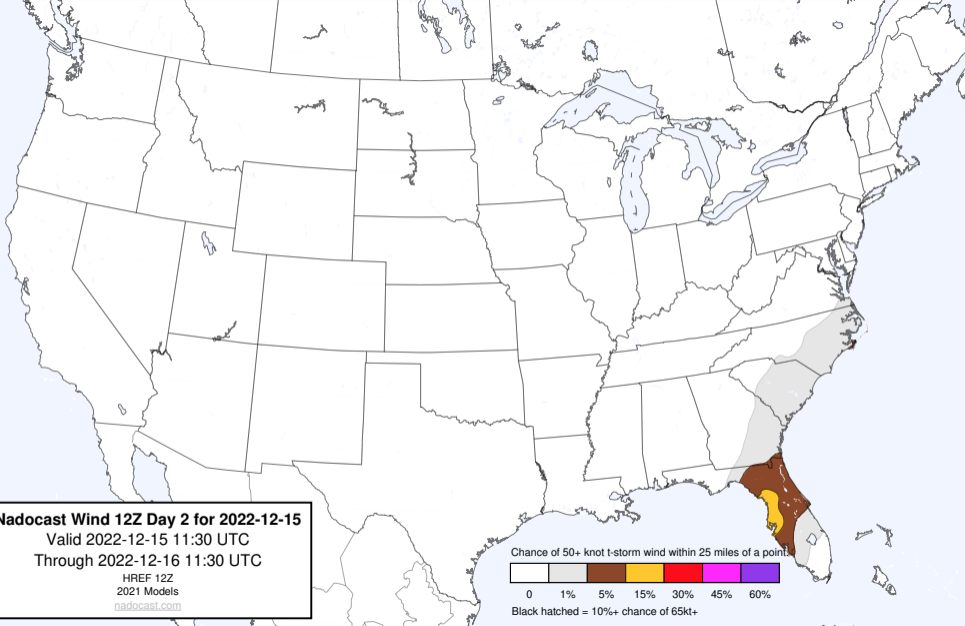 Nadocast Wind 12Z Day 2 for 2022-12-15
Valid 2022-12-15 11:30 UTC
Through 2022-12-16 11:30 UTC
HREF 12Z
2021 Models
nadocast.com
Chance of 50+ knot t-storm wind within 25 miles of a point.
0 1% 5% 15% 30% 45% 60%
Black hatched = 10%+ chance of 65kt+